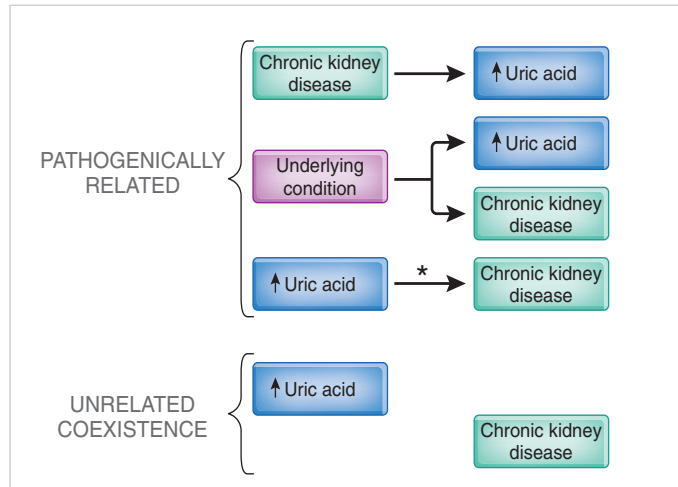 Chronic kidney
disease
↑ Uric acid
PATHOGENICALLY
RELATED
Underlying
condition
↑ Uric acid
Chronic kidney
disease
↑ Uric acid
*
Chronic kidney
disease
UNRELATED
COEXISTENCE
↑ Uric acid
Chronic kidney
disease